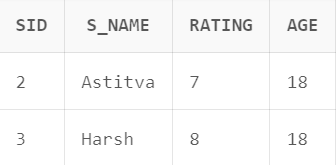 SID S_NAME RATING AGE
2 Astitva 7 18
3 Harsh 8 18